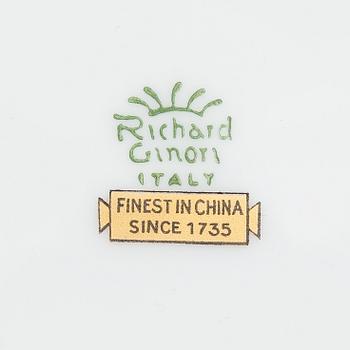 Richard
Ginori
ITALY
FINEST IN CHINA
SINCE 1735